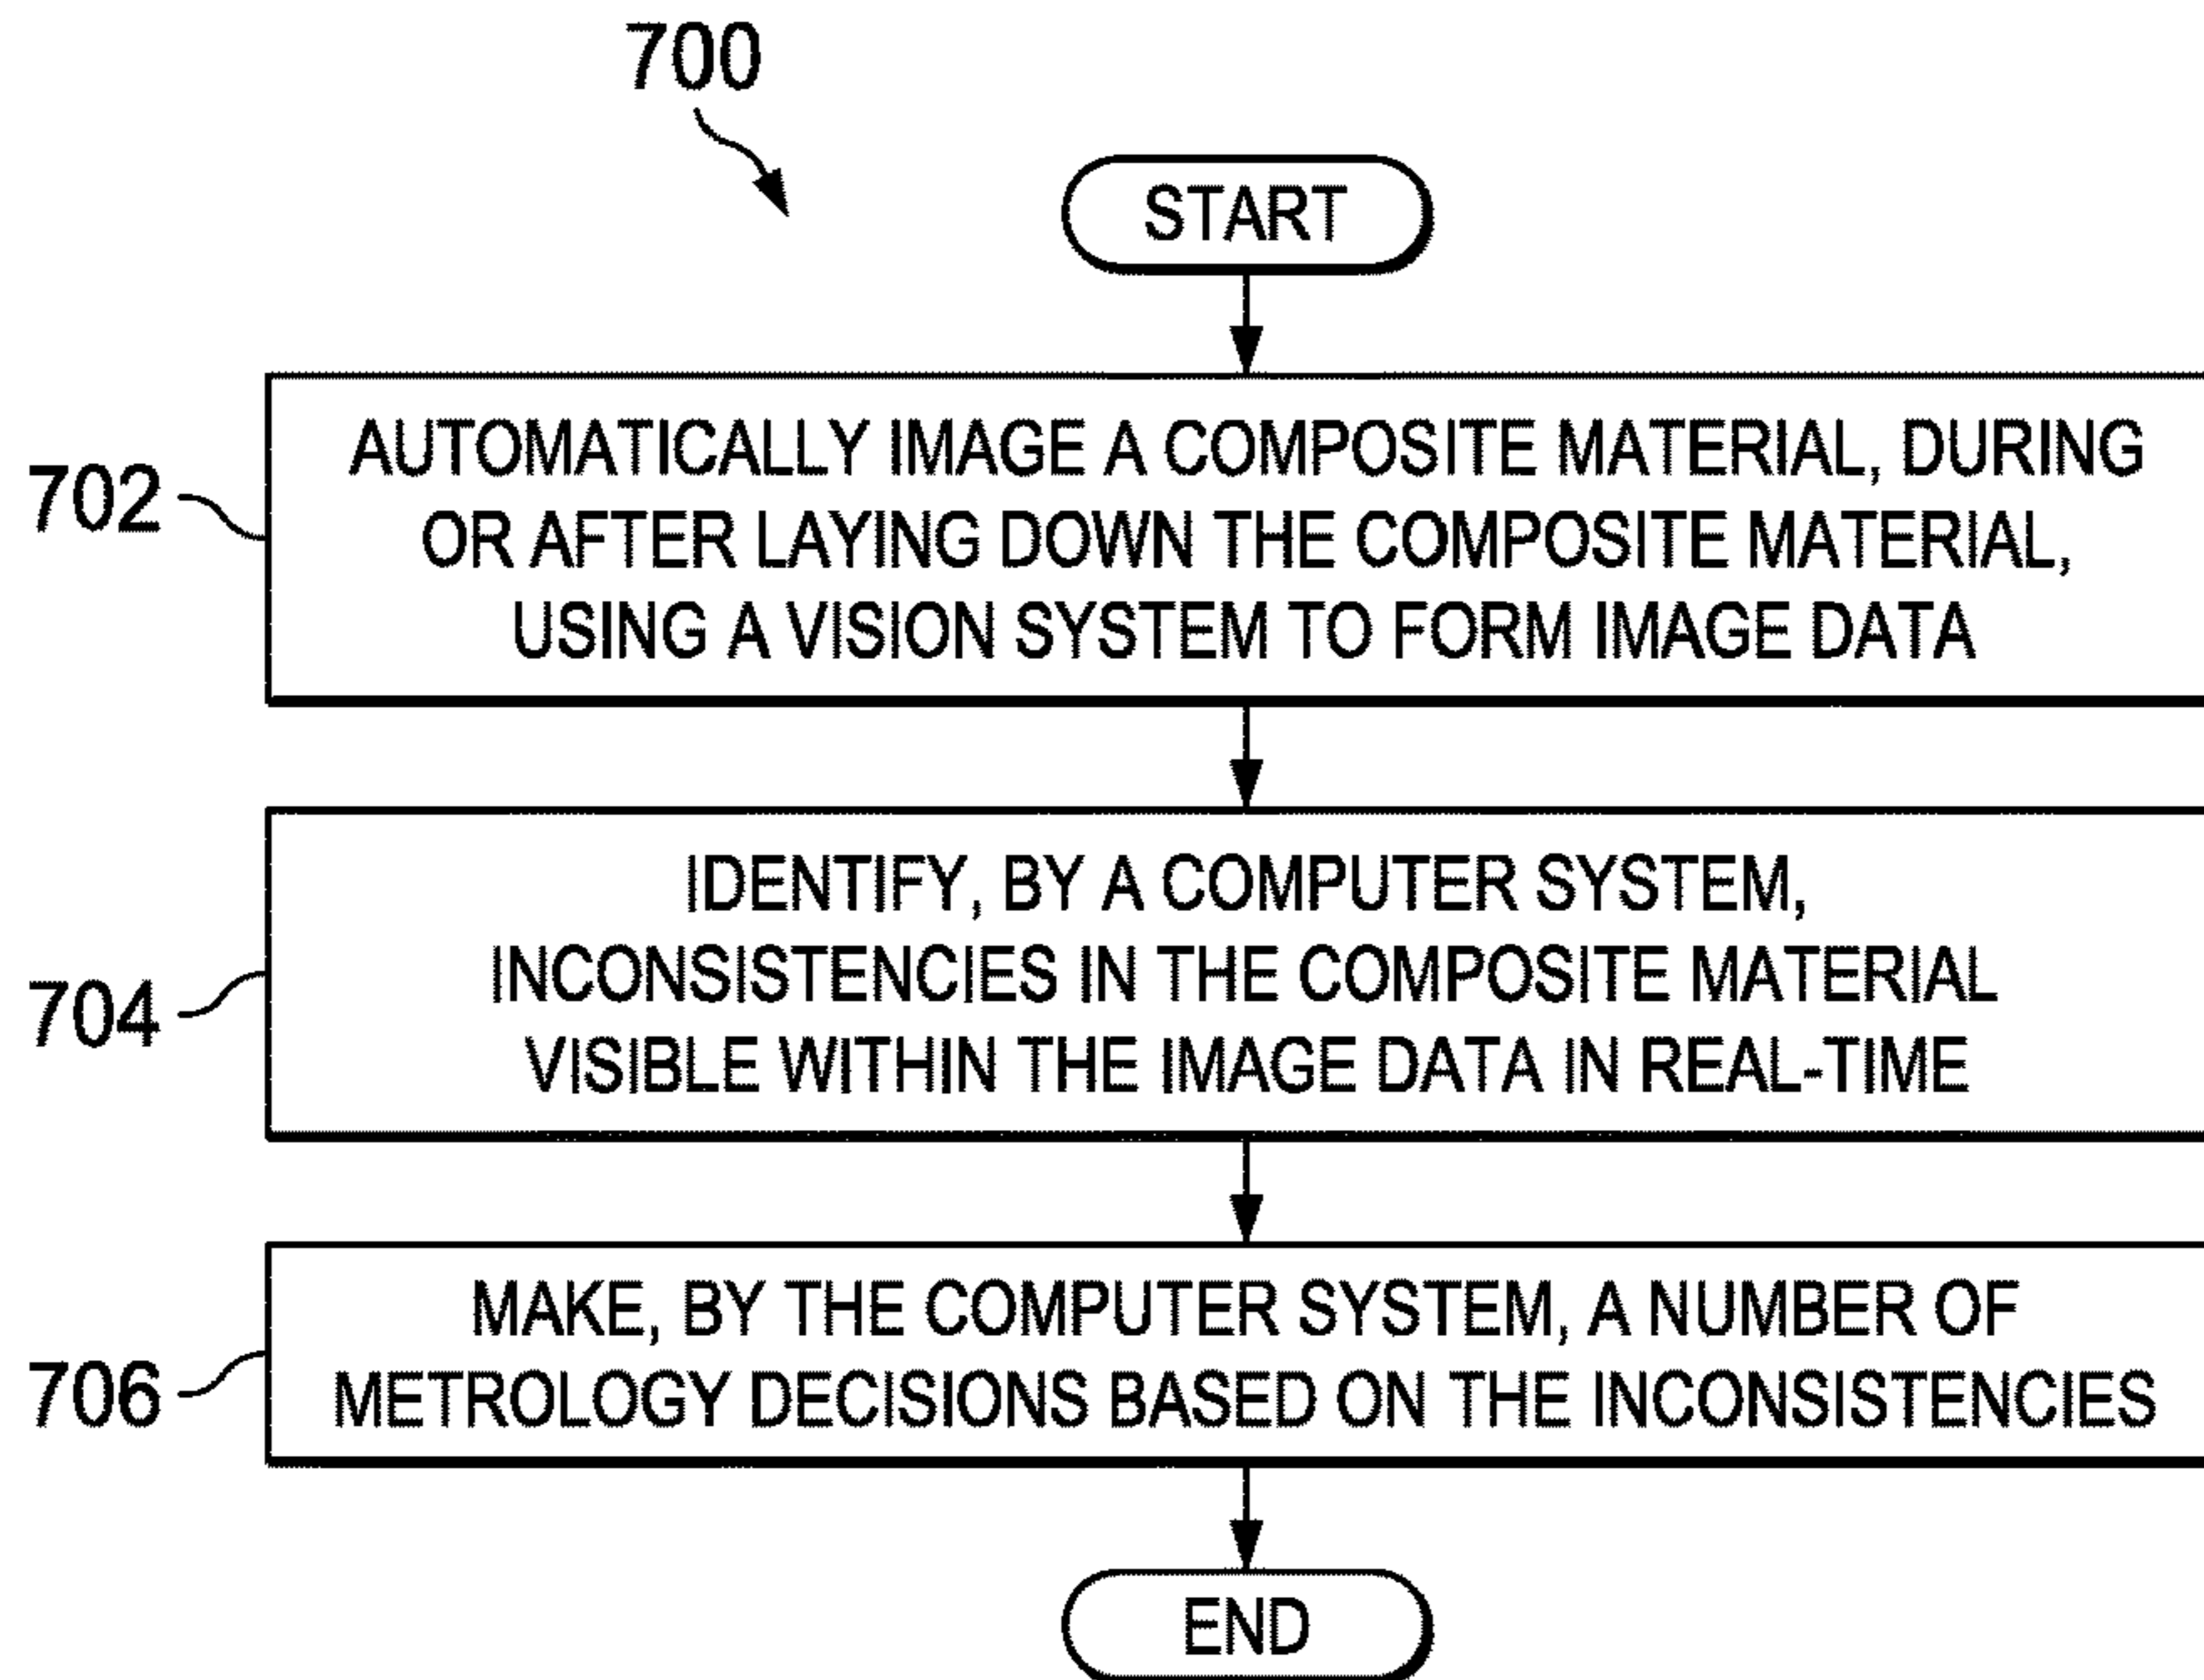 700
START
702
AUTOMATICALLY IMAGE A COMPOSITE MATERIAL, DURING
OR AFTER LAYING DOWN THE COMPOSITE MATERIAL,
USING A VISION SYSTEM TO FORM IMAGE DATA
704
IDENTIFY, BY A COMPUTER SYSTEM,
INCONSISTENCIES IN THE COMPOSITE MATERIAL
VISIBLE WITHIN THE IMAGE DATA IN REAL-TIME
706
MAKE, BY THE COMPUTER SYSTEM, A NUMBER OF
METROLOGY DECISIONS BASED ON THE INCONSISTENCIES
END